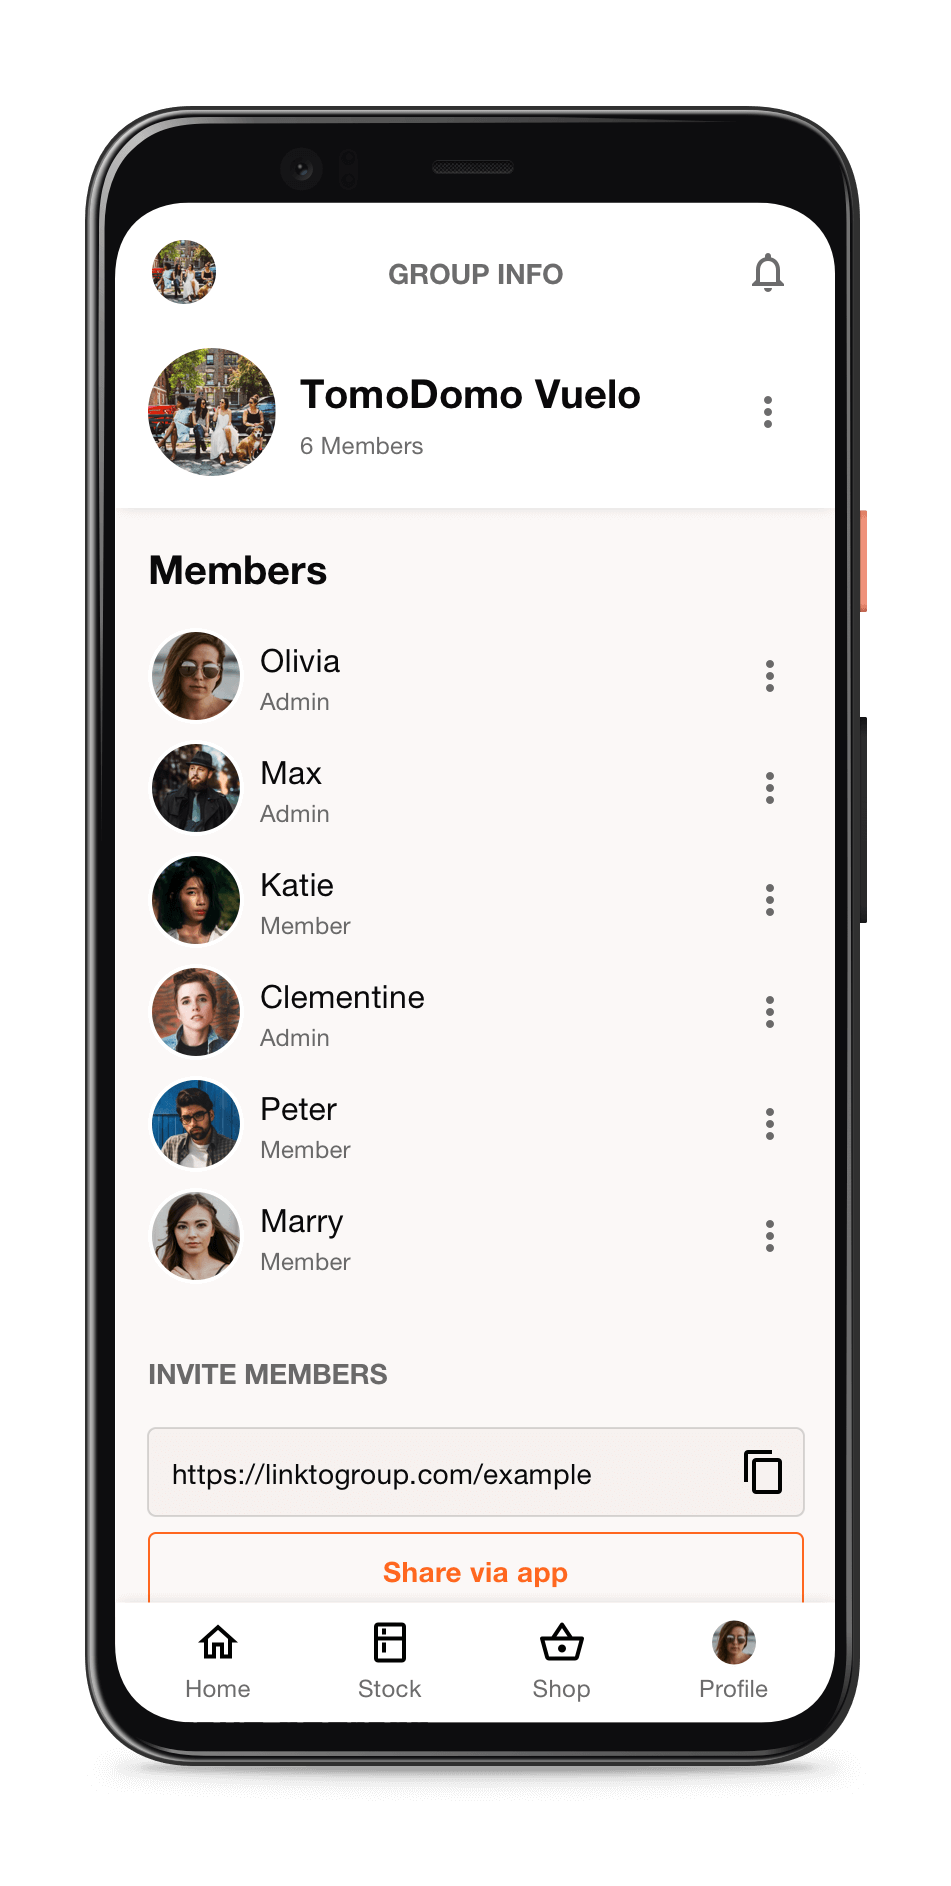 GROUP INFO
TomoDomo Vuelo
6 Members
Members
Olivia
Admin
Max
Admin
Katie
Member
Clementine
Admin
Peter
Member
Marry
Member
INVITE MEMBERS
https://linktogroup.com/example
Share via app
Home
Stock
Shop
Profile